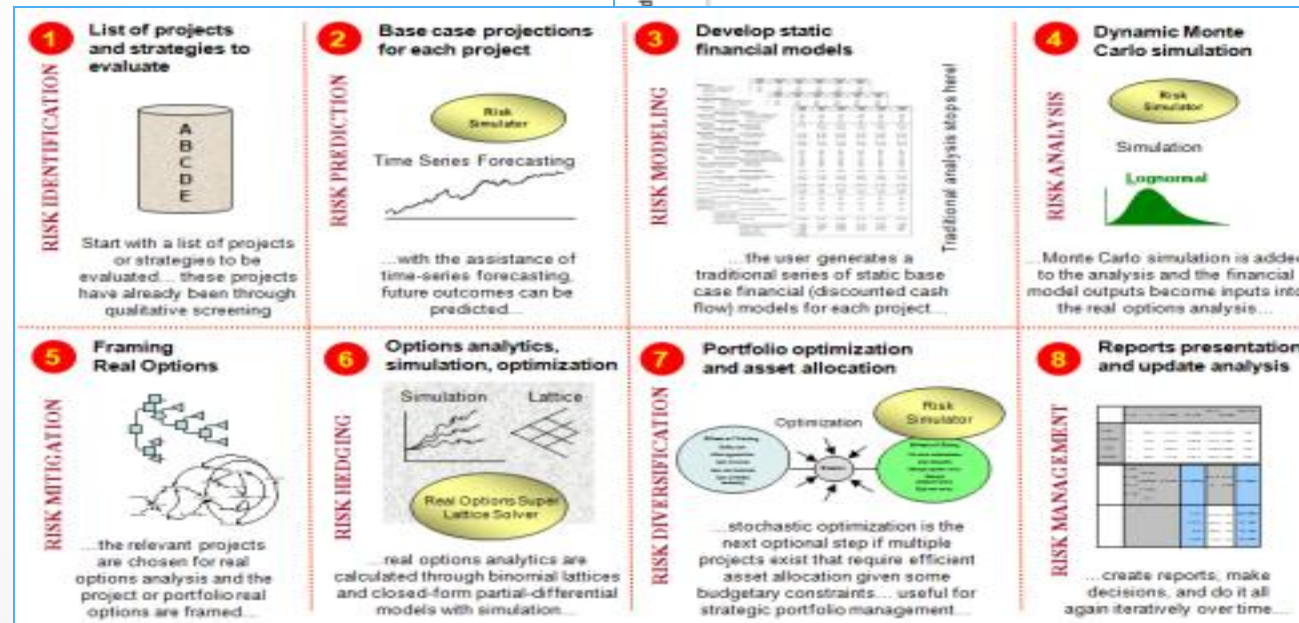 1
List of projects
and strategies to
evaluate
RISK IDENTIFICATION
A
B
C
D
E
Start with a list of projects
or strategies to be
evaluated... these projects
have already been through
qualitative screening
2
Base case projections
for each project
RISK PREDICTION
Risk
Simulator
Time Series Forecasting
...with the assistance of
time-series forecasting,
future outcomes can be
predicted...
3
Develop static
financial models
RISK MODELING
Traditional analysis stops here!
...the user generates a
traditional series of static base
case financial (discounted cash
flow) models for each project...
4
Dynamic Monte
Carlo simulation
RISK ANALYSIS
Risk
Simulator
Simulation
Lognormal
...Monte Carlo simulation is added
to the analysis and the financial
model outputs become inputs into
the real options analysis...
5
Framing
Real Options
RISK MITIGATION
...the relevant projects
are chosen for real
options analysis and the
project or portfolio real
options are framed...
6
Options analytics,
simulation, optimization
RISK HEDGING
Simulation
Lattice
Real Options Super
Lattice Solver
...real options analytics are
calculated through binomial lattices
and closed-form partial-differential
models with simulation...
7
Portfolio optimization
and asset allocation
RISK DIVERSIFICATION
Optimization
Risk
Simulator
...stochastic optimization is the
next optional step if multiple
projects exist that require efficient
asset allocation given some
budgetary constraints... useful for
strategic portfolio management...
8
Reports presentation
and update analysis
RISK MANAGEMENT
...create reports, make
decisions, and do it all
again iteratively over time...